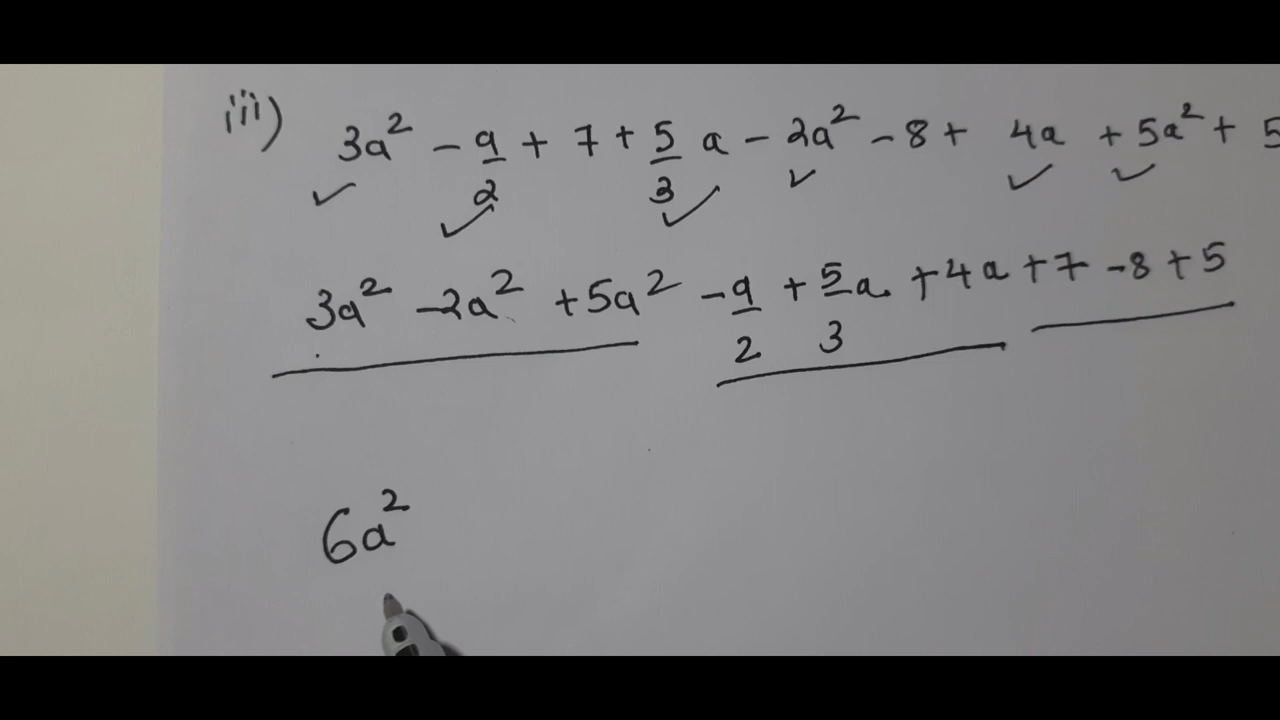 iii) 3a² - a/2 + 7 + 5/3 a - 2a² - 8 + 4a + 5a² + 5
3a² - 2a² + 5a² - a/2 + 5/3 a + 4a + 7 - 8 + 5
6a²